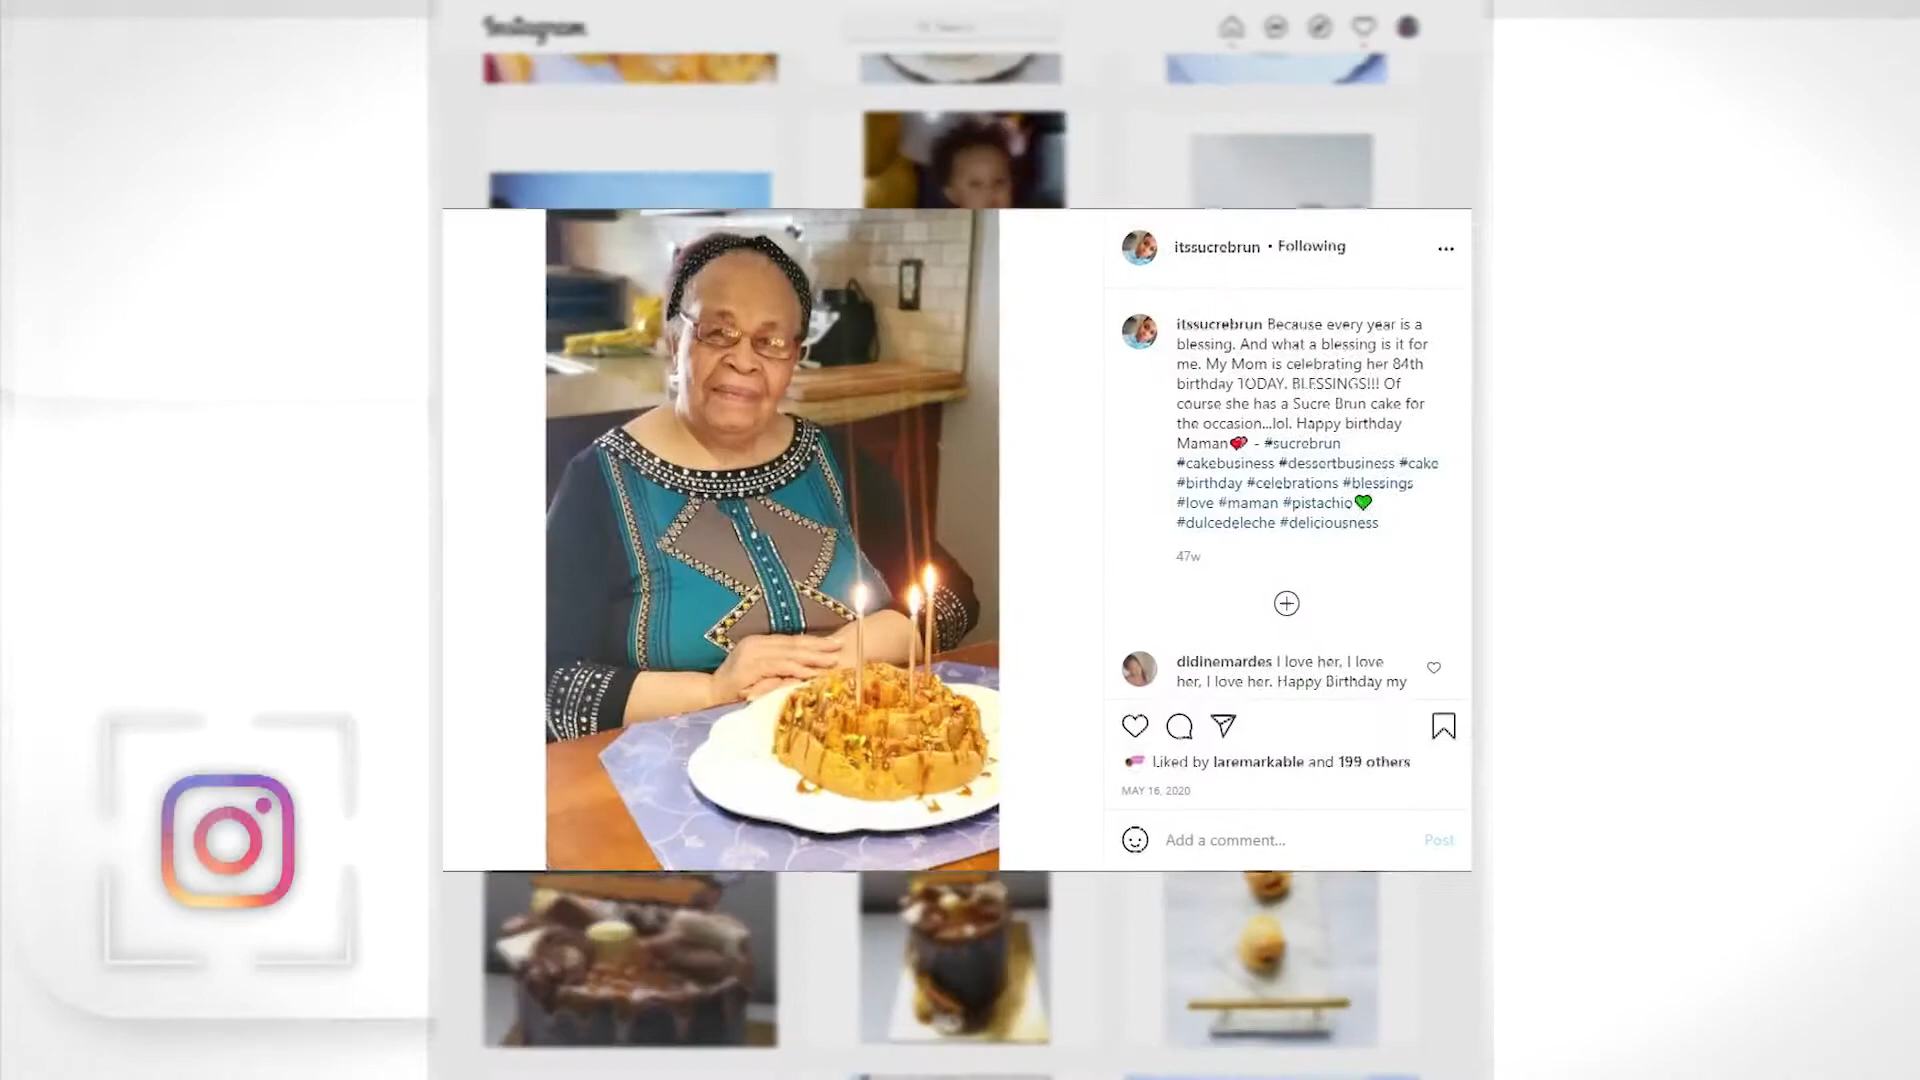 Instagram
itssucrebrun • Following
itssucrebrun Because every year is a
blessing. And what a blessing is it for
me. My Mom is celebrating her 84th
birthday TODAY. BLESSINGS!!! Of
course she has a Sucre Brun cake for
the occasion...lol. Happy birthday
Maman💕 - #sucrebrun
#cakebusiness #dessertbusiness #cake
#birthday #celebrations #blessings
#love #maman #pistachio💚
#dulcedeleche #deliciousness
47w
didinemardes I love her, I love
her, I love her. Happy Birthday my
Liked by laremarkable and 199 others
MAY 16, 2020
Add a comment...
Post